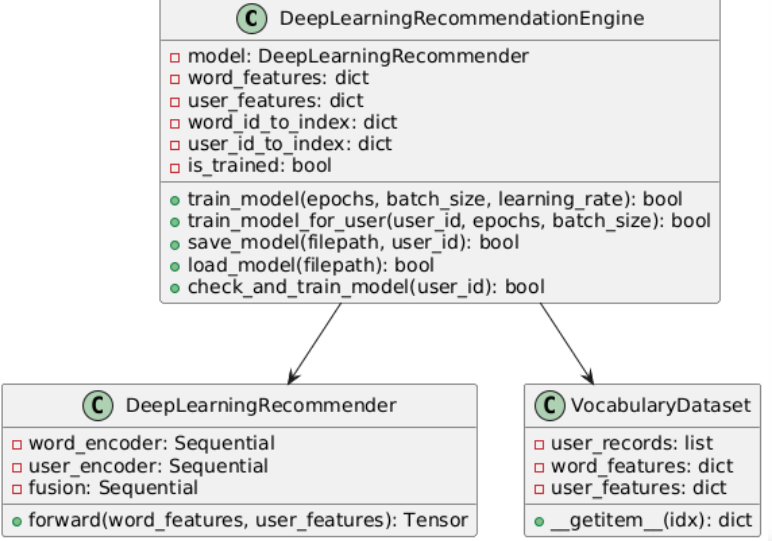 C DeepLearningRecommendationEngine
model: DeepLearningRecommender
word_features: dict
user_features: dict
word_id_to_index: dict
user_id_to_index: dict
is_trained: bool
train_model(epochs, batch_size, learning_rate): bool
train_model_for_user(user_id, epochs, batch_size): bool
save_model(filepath, user_id): bool
load_model(filepath): bool
check_and_train_model(user_id): bool
C DeepLearningRecommender
word_encoder: Sequential
user_encoder: Sequential
fusion: Sequential
forward(word_features, user_features): Tensor
C VocabularyDataset
user_records: list
word_features: dict
user_features: dict
__getitem__(idx): dict